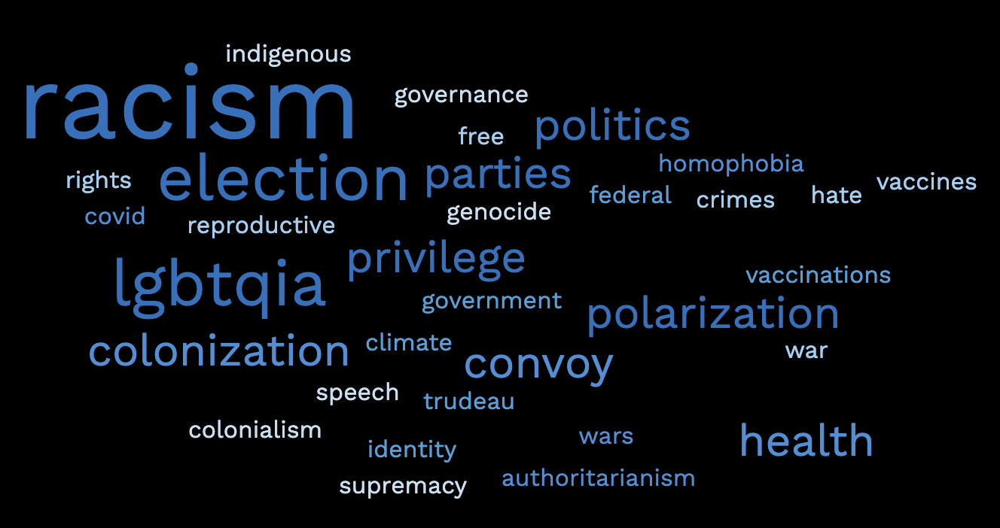 indigenous
racism
governance
politics
free
rights
election
parties
homophobia
vaccines
federal
crimes
hate
covid
reproductive
genocide
lgbtqia
privilege
vaccinations
government
polarization
colonization
climate
convoy
war
speech
trudeau
colonialism
identity
wars
health
supremacy
authoritarianism